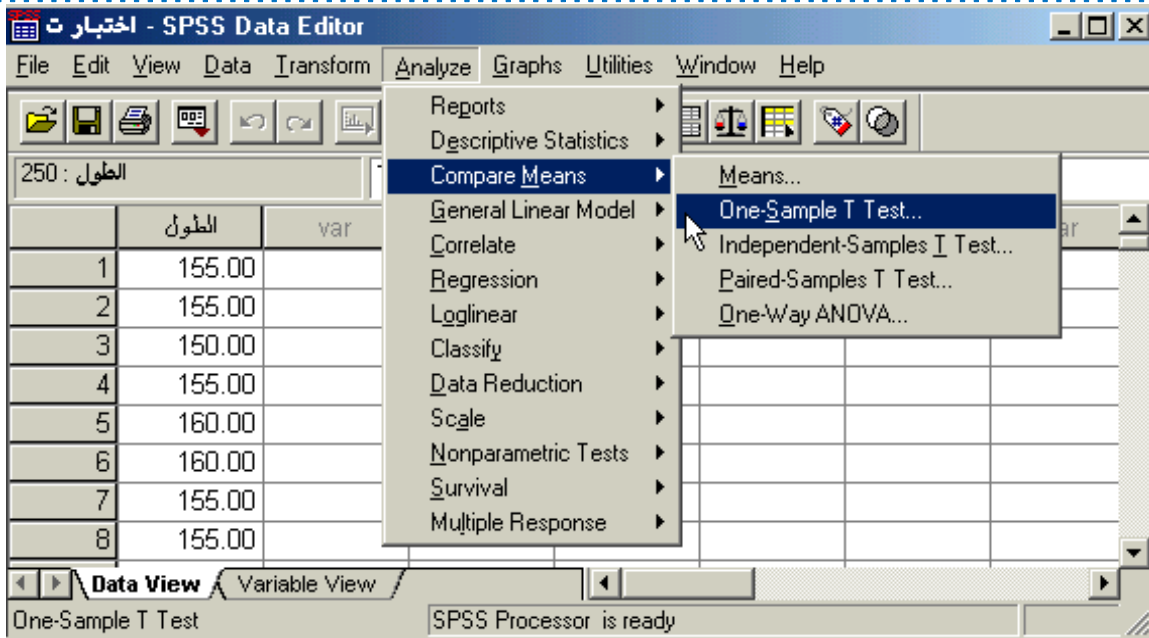 SPSS
اختبار ت - SPSS Data Editor
File Edit View Data Transform Analyze Graphs Utilities Window Help
250 : الطول
الطول var ar
1 155.00
2 155.00
3 150.00
4 155.00
5 160.00
6 160.00
7 155.00
8 155.00
Reports
Descriptive Statistics
Compare Means
General Linear Model
Correlate
Regression
Loglinear
Classify
Data Reduction
Scale
Nonparametric Tests
Survival
Multiple Response
Means...
One-Sample T Test...
Independent-Samples T Test...
Paired-Samples T Test...
One-Way ANOVA...
Data View Variable View
One-Sample T Test SPSS Processor is ready